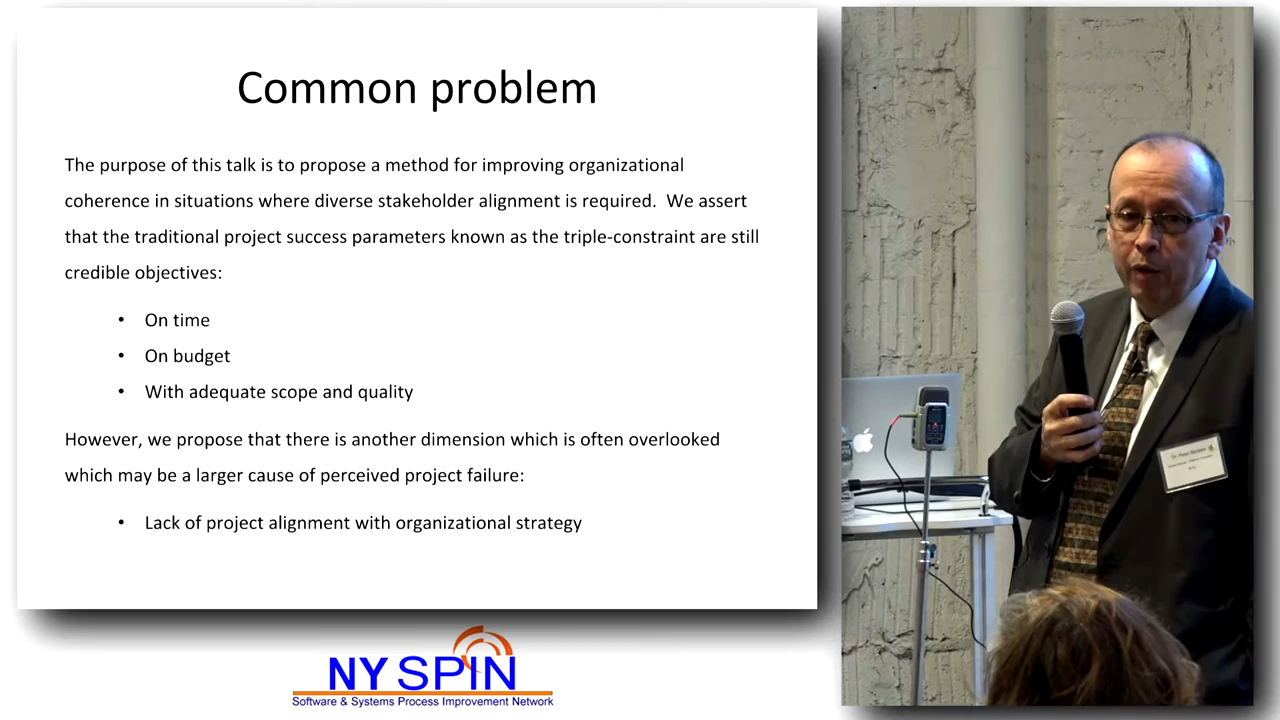 Common problem
The purpose of this talk is to propose a method for improving organizational
coherence in situations where diverse stakeholder alignment is required.  We assert
that the traditional project success parameters known as the triple-constraint are still
credible objectives:
• On time
• On budget
• With adequate scope and quality
However, we propose that there is another dimension which is often overlooked
which may be a larger cause of perceived project failure:
• Lack of project alignment with organizational strategy
NY SPIN
Software & Systems Process Improvement Network
Dr. Peter